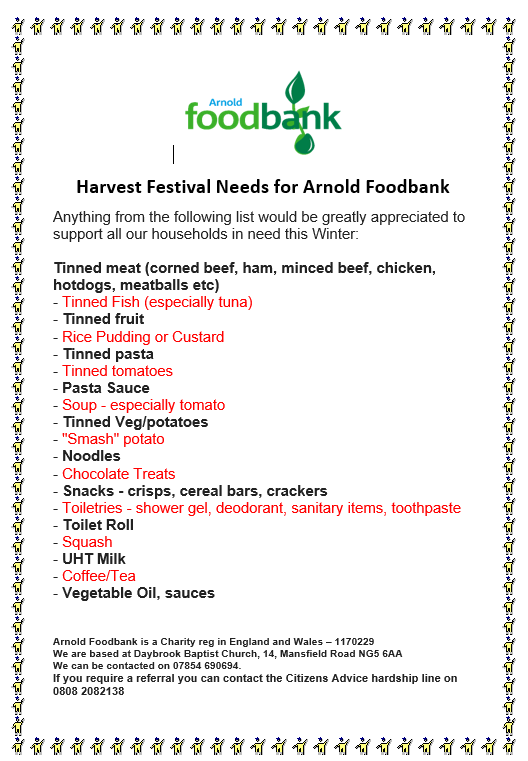 Arnold
foodbank
Harvest Festival Needs for Arnold Foodbank
Anything from the following list would be greatly appreciated to
support all our households in need this Winter:
Tinned meat (corned beef, ham, minced beef, chicken,
hotdogs, meatballs etc)
- Tinned Fish (especially tuna)
- Tinned fruit
- Rice Pudding or Custard
- Tinned pasta
- Tinned tomatoes
- Pasta Sauce
- Soup - especially tomato
- Tinned Veg/potatoes
- "Smash" potato
- Noodles
- Chocolate Treats
- Snacks - crisps, cereal bars, crackers
- Toiletries - shower gel, deodorant, sanitary items, toothpaste
- Toilet Roll
- Squash
- UHT Milk
- Coffee/Tea
- Vegetable Oil, sauces
Arnold Foodbank is a Charity reg in England and Wales – 1170229
We are based at Daybrook Baptist Church, 14, Mansfield Road NG5 6AA
We can be contacted on 07854 690694.
If you require a referral you can contact the Citizens Advice hardship line on
0808 2082138